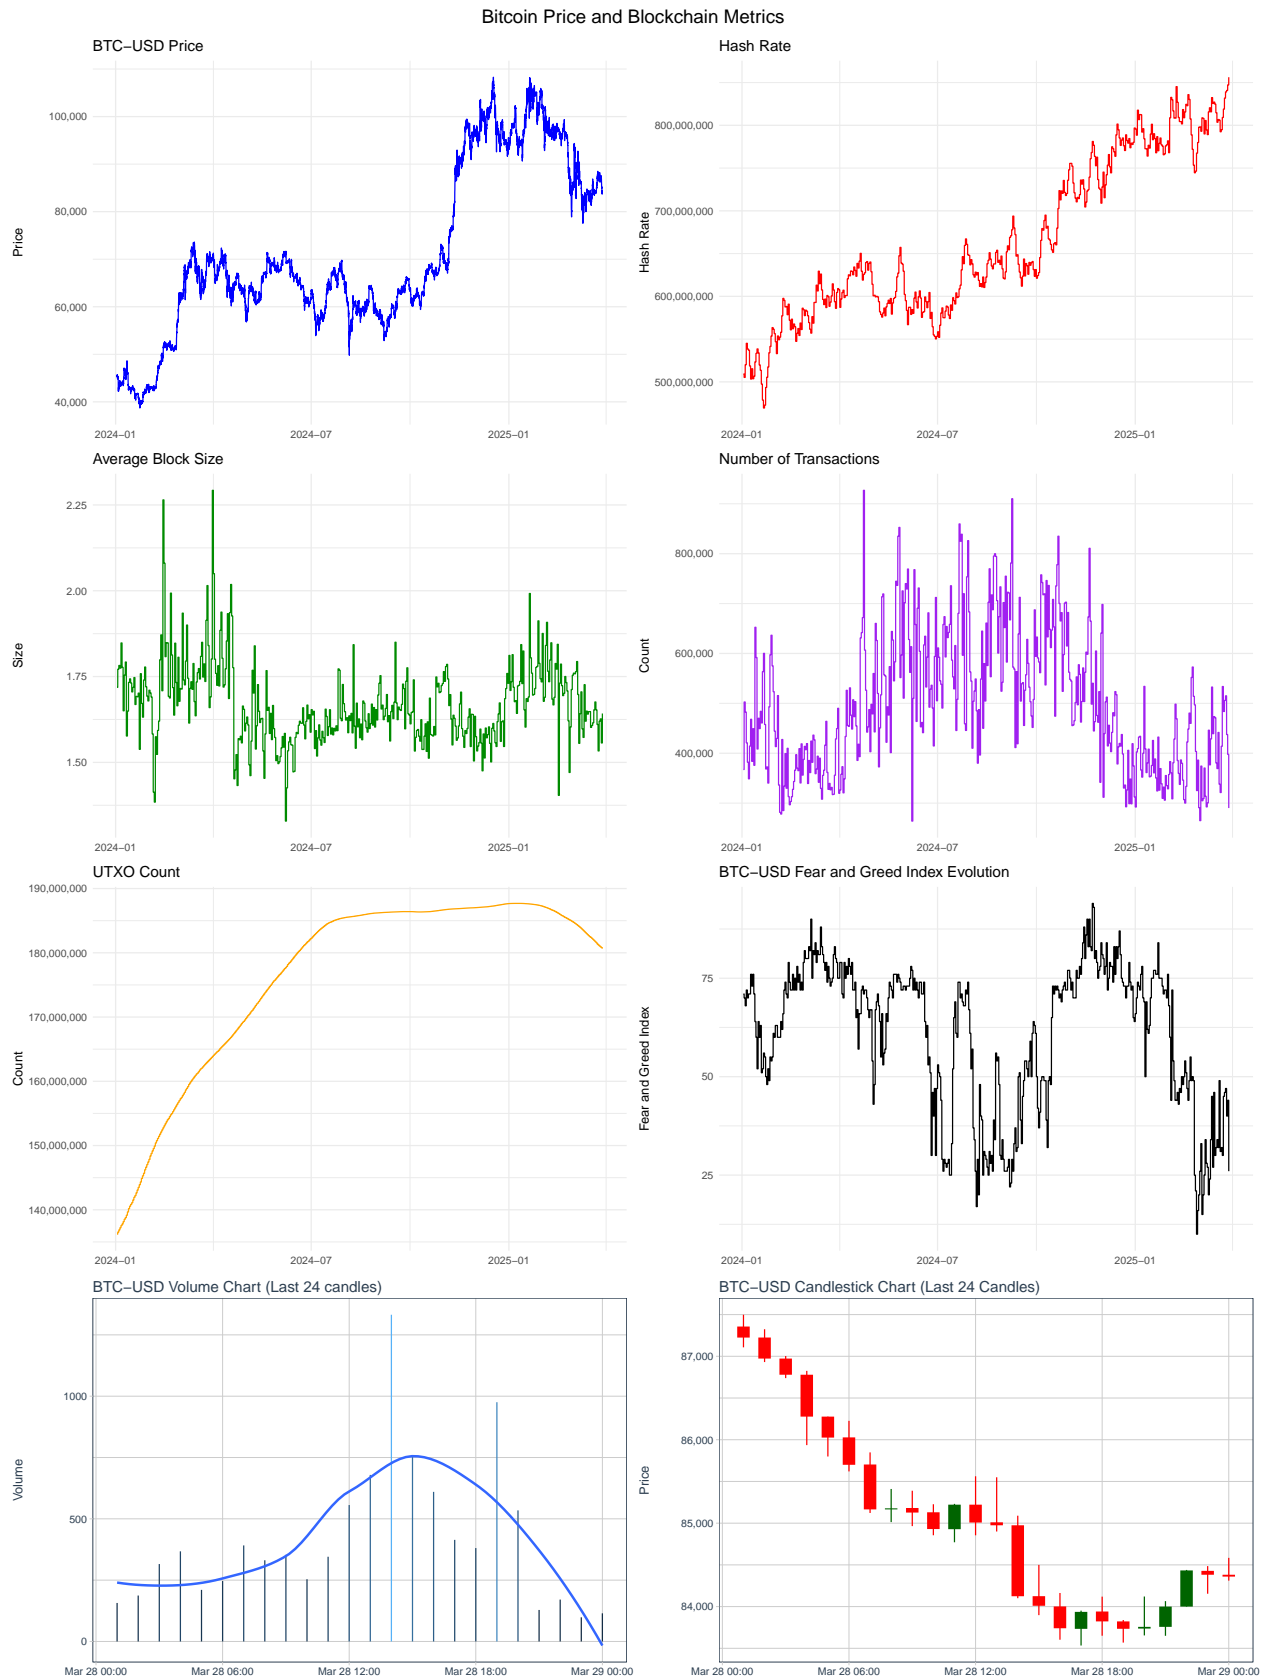 Bitcoin Price and Blockchain Metrics
BTC−USD Price
Price
100,000
80,000
60,000
40,000
2024−01
2024−07
2025−01
Hash Rate
Hash Rate
800,000,000
700,000,000
600,000,000
500,000,000
2024−01
2024−07
2025−01
Average Block Size
Size
2.25
2.00
1.75
1.50
2024−01
2024−07
2025−01
Number of Transactions
Count
800,000
600,000
400,000
2024−01
2024−07
2025−01
UTXO Count
Count
190,000,000
180,000,000
170,000,000
160,000,000
150,000,000
140,000,000
2024−01
2024−07
2025−01
BTC−USD Fear and Greed Index Evolution
Fear and Greed Index
75
50
25
2024−01
2024−07
2025−01
BTC−USD Volume Chart (Last 24 candles)
Volume
1000
500
0
Mar 28 00:00
Mar 28 06:00
Mar 28 12:00
Mar 28 18:00
Mar 29 00:00
BTC−USD Candlestick Chart (Last 24 Candles)
Price
87,000
86,000
85,000
84,000
Mar 28 00:00
Mar 28 06:00
Mar 28 12:00
Mar 28 18:00
Mar 29 00:00